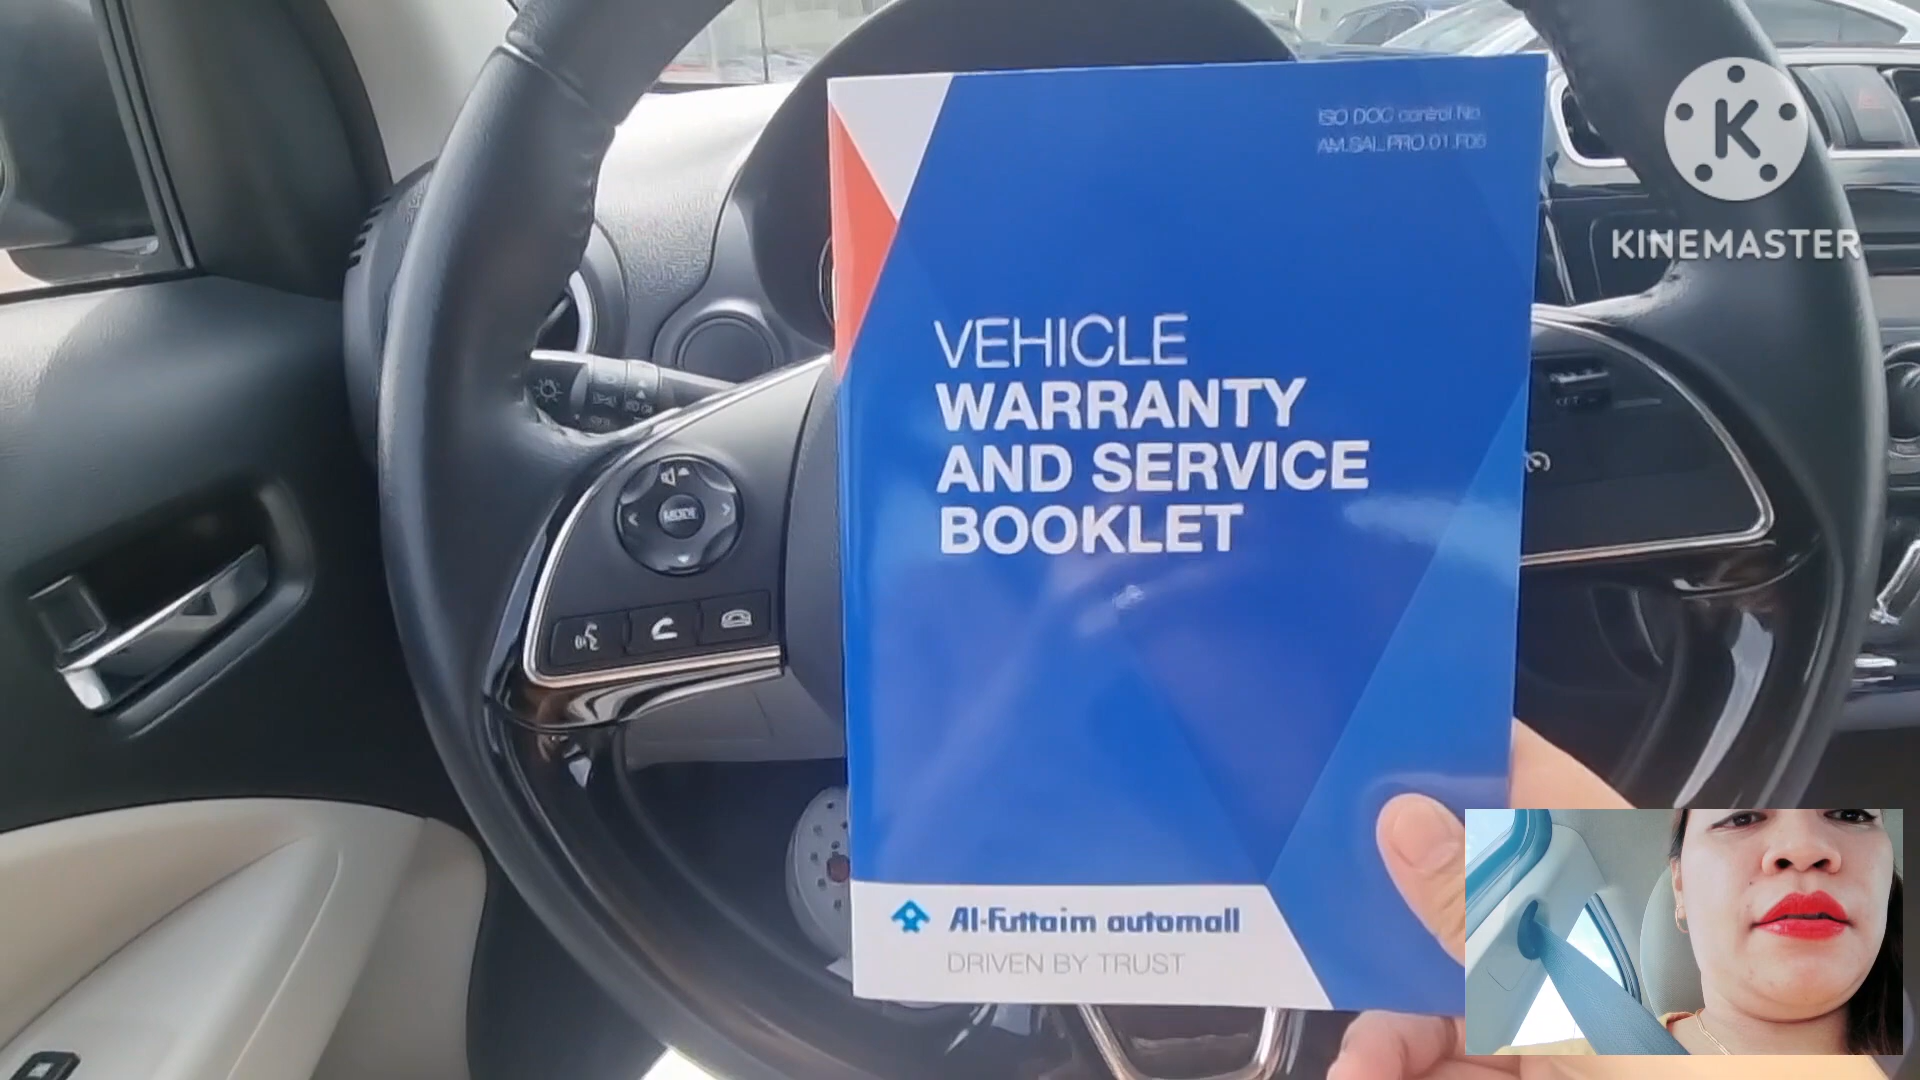 ISO DOC control No
AM.SAL.PRO.01.F06
KINEMASTER
VEHICLE
WARRANTY
AND SERVICE
BOOKLET
MODE
Al-Futtaim automall
DRIVEN BY TRUST